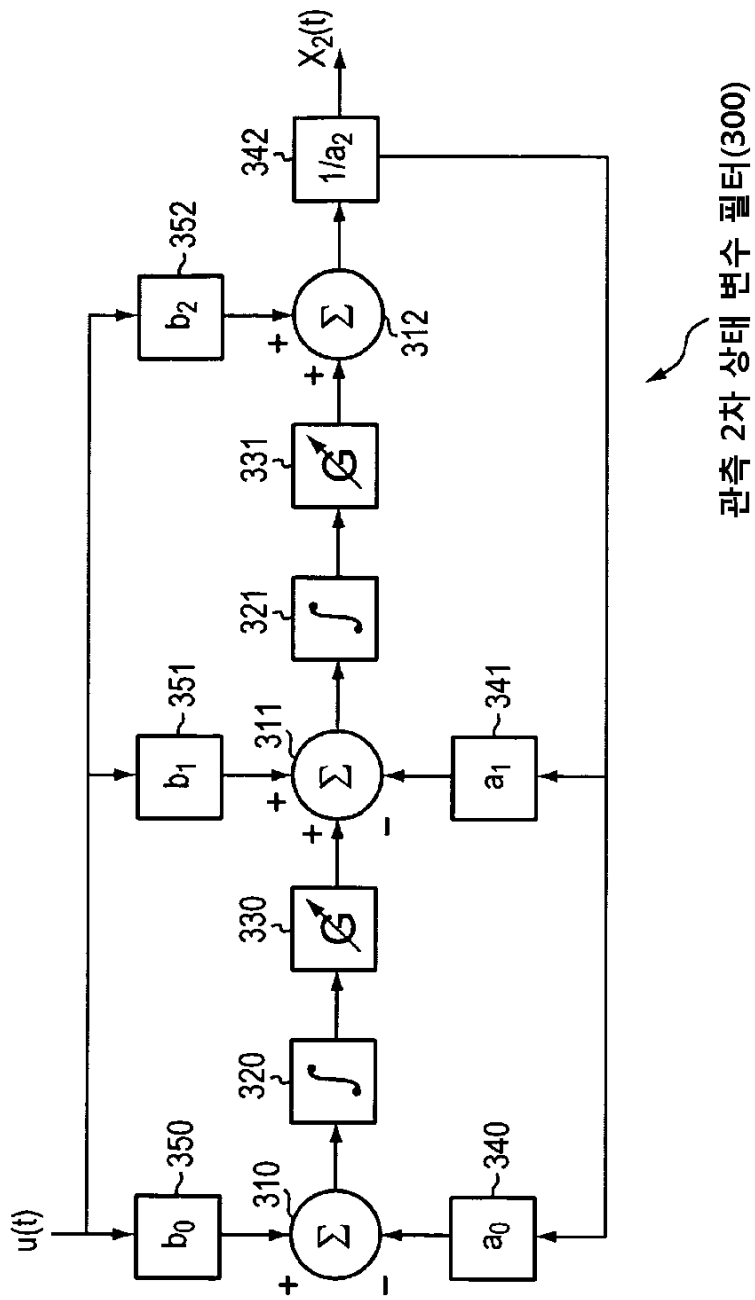 u(t)
350
b₀
351
b₁
352
b₂
310
Σ
+
−
320
∫
330
G
311
Σ
+
+
−
321
∫
331
G
312
Σ
+
+
342
1/a₂
X₂(t)
340
a₀
341
a₁
관측 2차 상태 변수 필터(300)